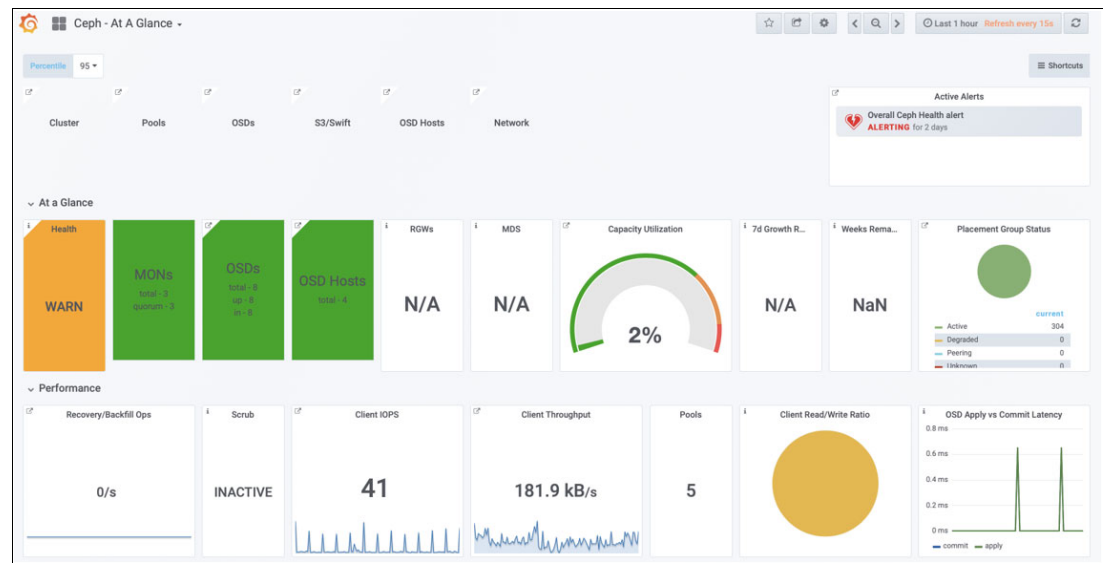 Ceph - At A Glance
Last 1 hour Refresh every 15s
Percentile 95
Shortcuts
Cluster
Pools
OSDs
S3/Swift
OSD Hosts
Network
Active Alerts
Overall Ceph Health alert
ALERTING for 2 days
At a Glance
Health
WARN
MONs
total - 3
quorum - 3
OSDs
total - 8
up - 8
in - 8
OSD Hosts
total - 4
RGWs
N/A
MDS
N/A
Capacity Utilization
2%
7d Growth R...
N/A
Weeks Rema...
NaN
Placement Group Status
current
Active 304
Degraded 0
Peering 0
Unknown 0
Performance
Recovery/Backfill Ops
0/s
Scrub
INACTIVE
Client IOPS
41
Client Throughput
181.9 kB/s
Pools
5
Client Read/Write Ratio
OSD Apply vs Commit Latency
0.8 ms
0.6 ms
0.4 ms
0.2 ms
0 ms
commit apply